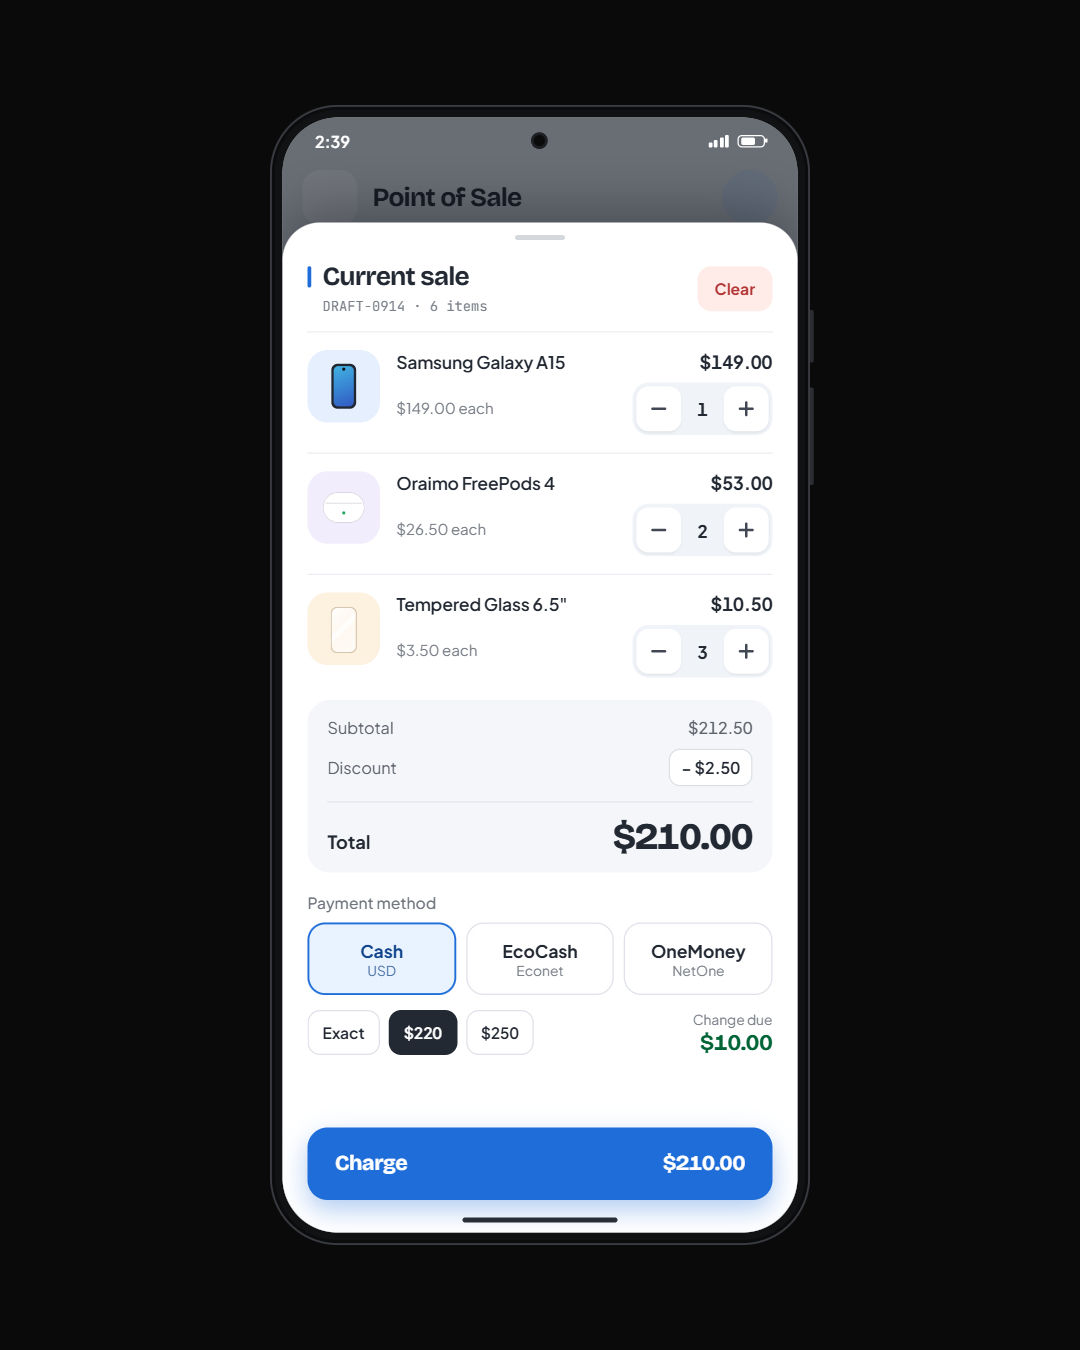 2:39
Point of Sale
Current sale
Clear
DRAFT-0914 · 6 items
Samsung Galaxy A15
$149.00
$149.00 each
− 1 +
Oraimo FreePods 4
$53.00
$26.50 each
− 2 +
Tempered Glass 6.5"
$10.50
$3.50 each
− 3 +
Subtotal
$212.50
Discount
– $2.50
Total
$210.00
Payment method
Cash
USD
EcoCash
Econet
OneMoney
NetOne
Exact
$220
$250
Change due
$10.00
Charge
$210.00